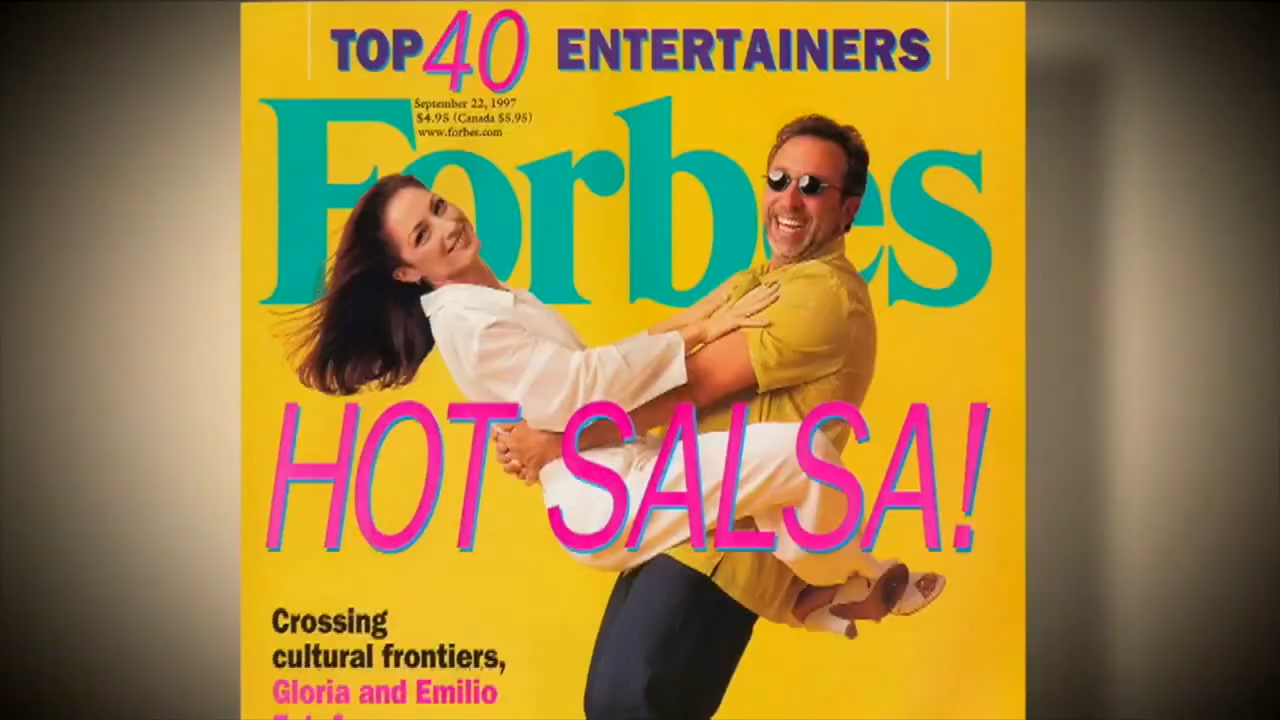 TOP 40 ENTERTAINERS
September 22, 1997
$4.95 (Canada $5.95)
www.forbes.com
Forbes
HOT SALSA!
Crossing
cultural frontiers,
Gloria and Emilio